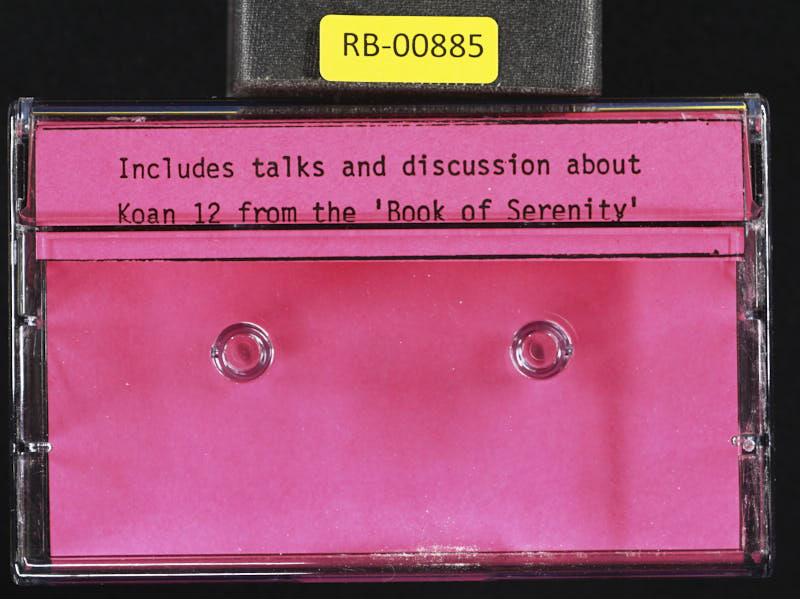 RB-00885
Includes talks and discussion about
Koan 12 from the 'Book of Serenity'